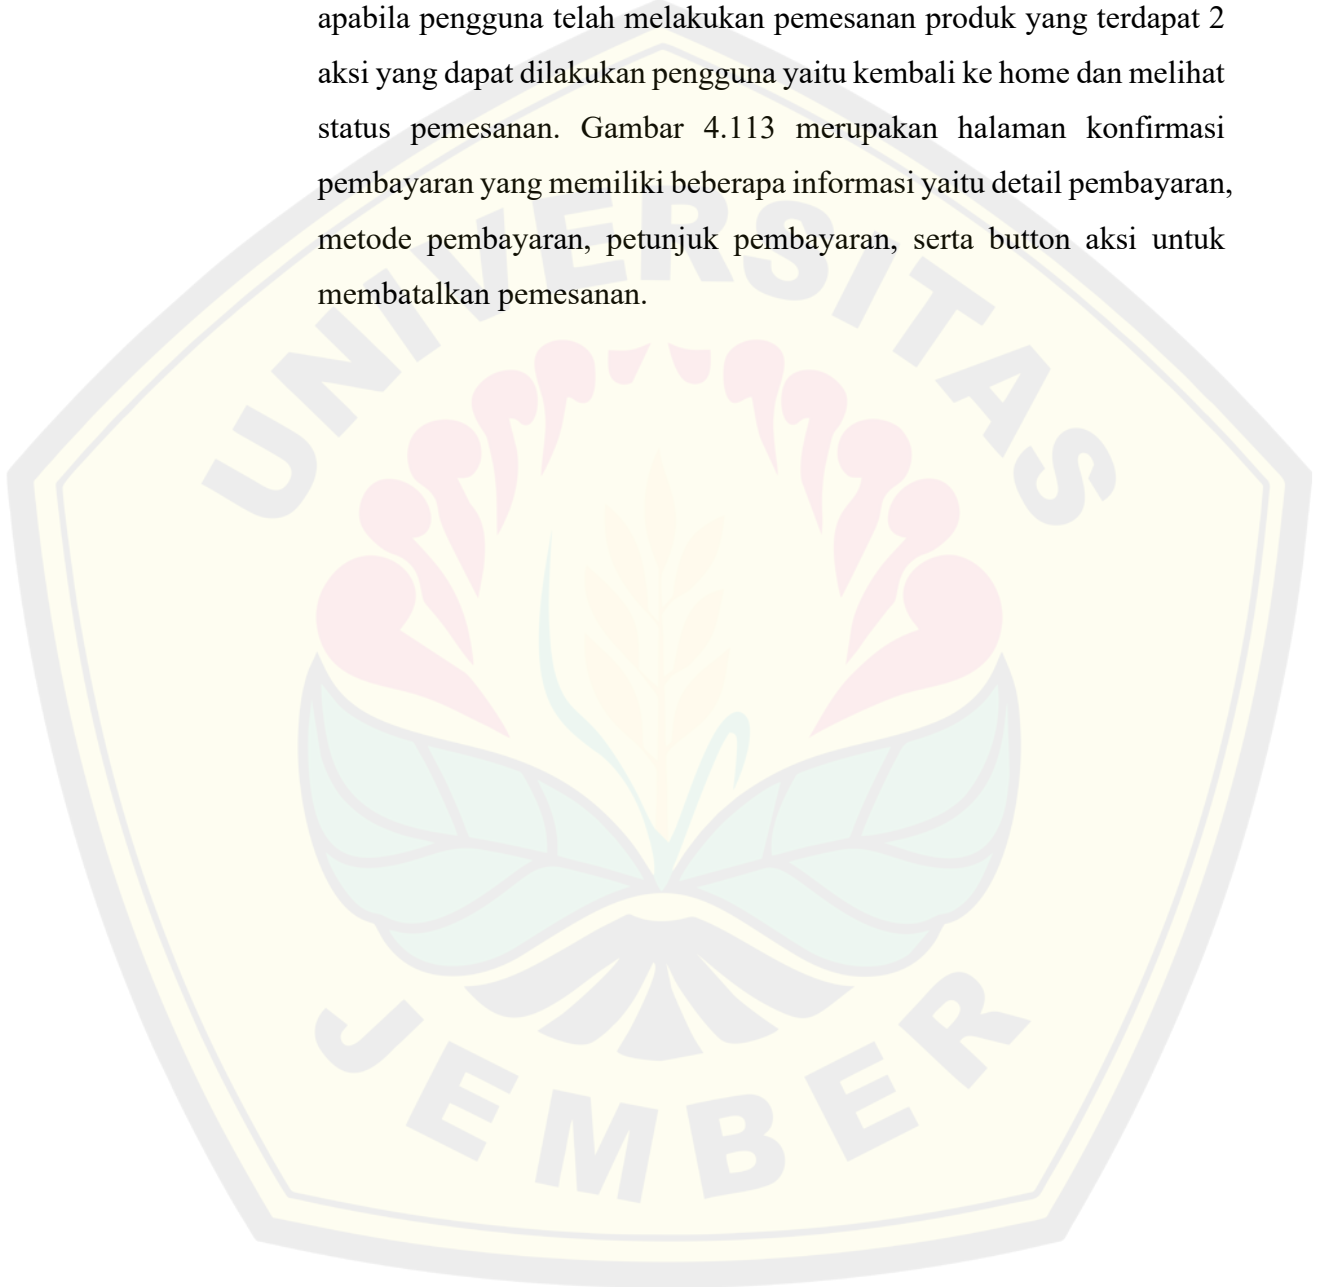 apabila pengguna telah melakukan pemesanan produk yang terdapat 2
aksi yang dapat dilakukan pengguna yaitu kembali ke home dan melihat
status pemesanan. Gambar 4.113 merupakan halaman konfirmasi
pembayaran yang memiliki beberapa informasi yaitu detail pembayaran,
metode pembayaran, petunjuk pembayaran, serta button aksi untuk
membatalkan pemesanan.
UNIVERSITAS
JEMBER